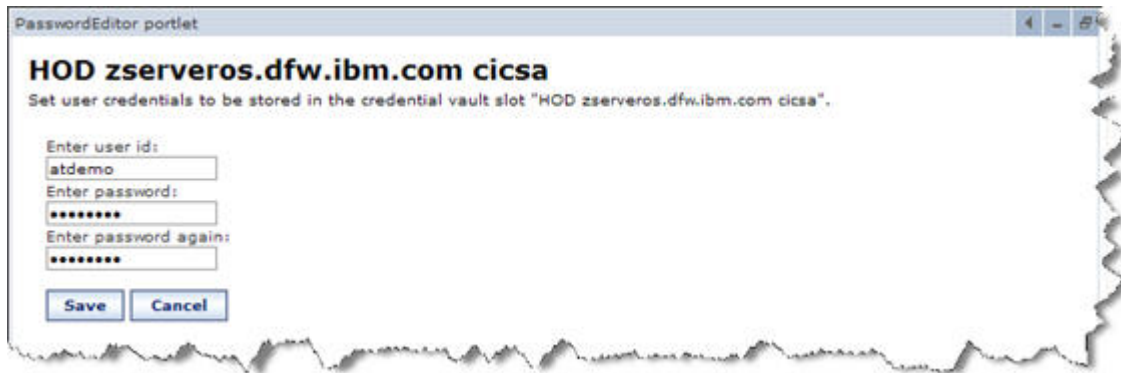 PasswordEditor portlet
HOD zserveros.dfw.ibm.com cicsa
Set user credentials to be stored in the credential vault slot "HOD zserveros.dfw.ibm.com cicsa".
Enter user id:
atdemo
Enter password:
••••••••
Enter password again:
••••••••
Save Cancel